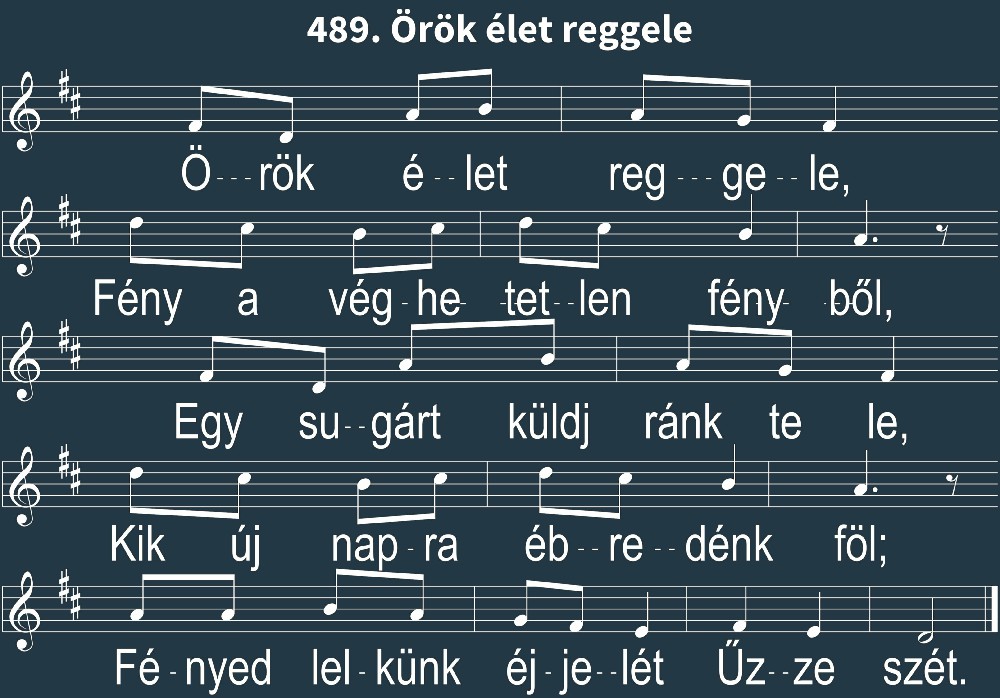 489. Örök élet reggele
Ö---rök é--let reg---ge--le,
Fény a vég-he-tet--len fény-ből,
Egy su--gárt küldj ránk te le,
Kik új nap-ra éb--re--dénk föl;
Fé-nyed lel-künk éj-je--lét Űz--ze szét.